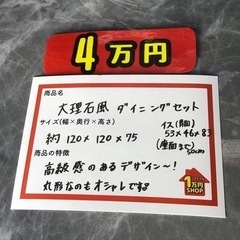 4万円
商品名
大理石風 ダイニングセット
サイズ(幅×奥行×高さ)
約 120×120×75
イス(1脚)
53×46×83
(座面まで)
50cm
商品の特徴
高級感のあるデザイン〜!
丸形なのもオシャレです♪
1万円
SHOP